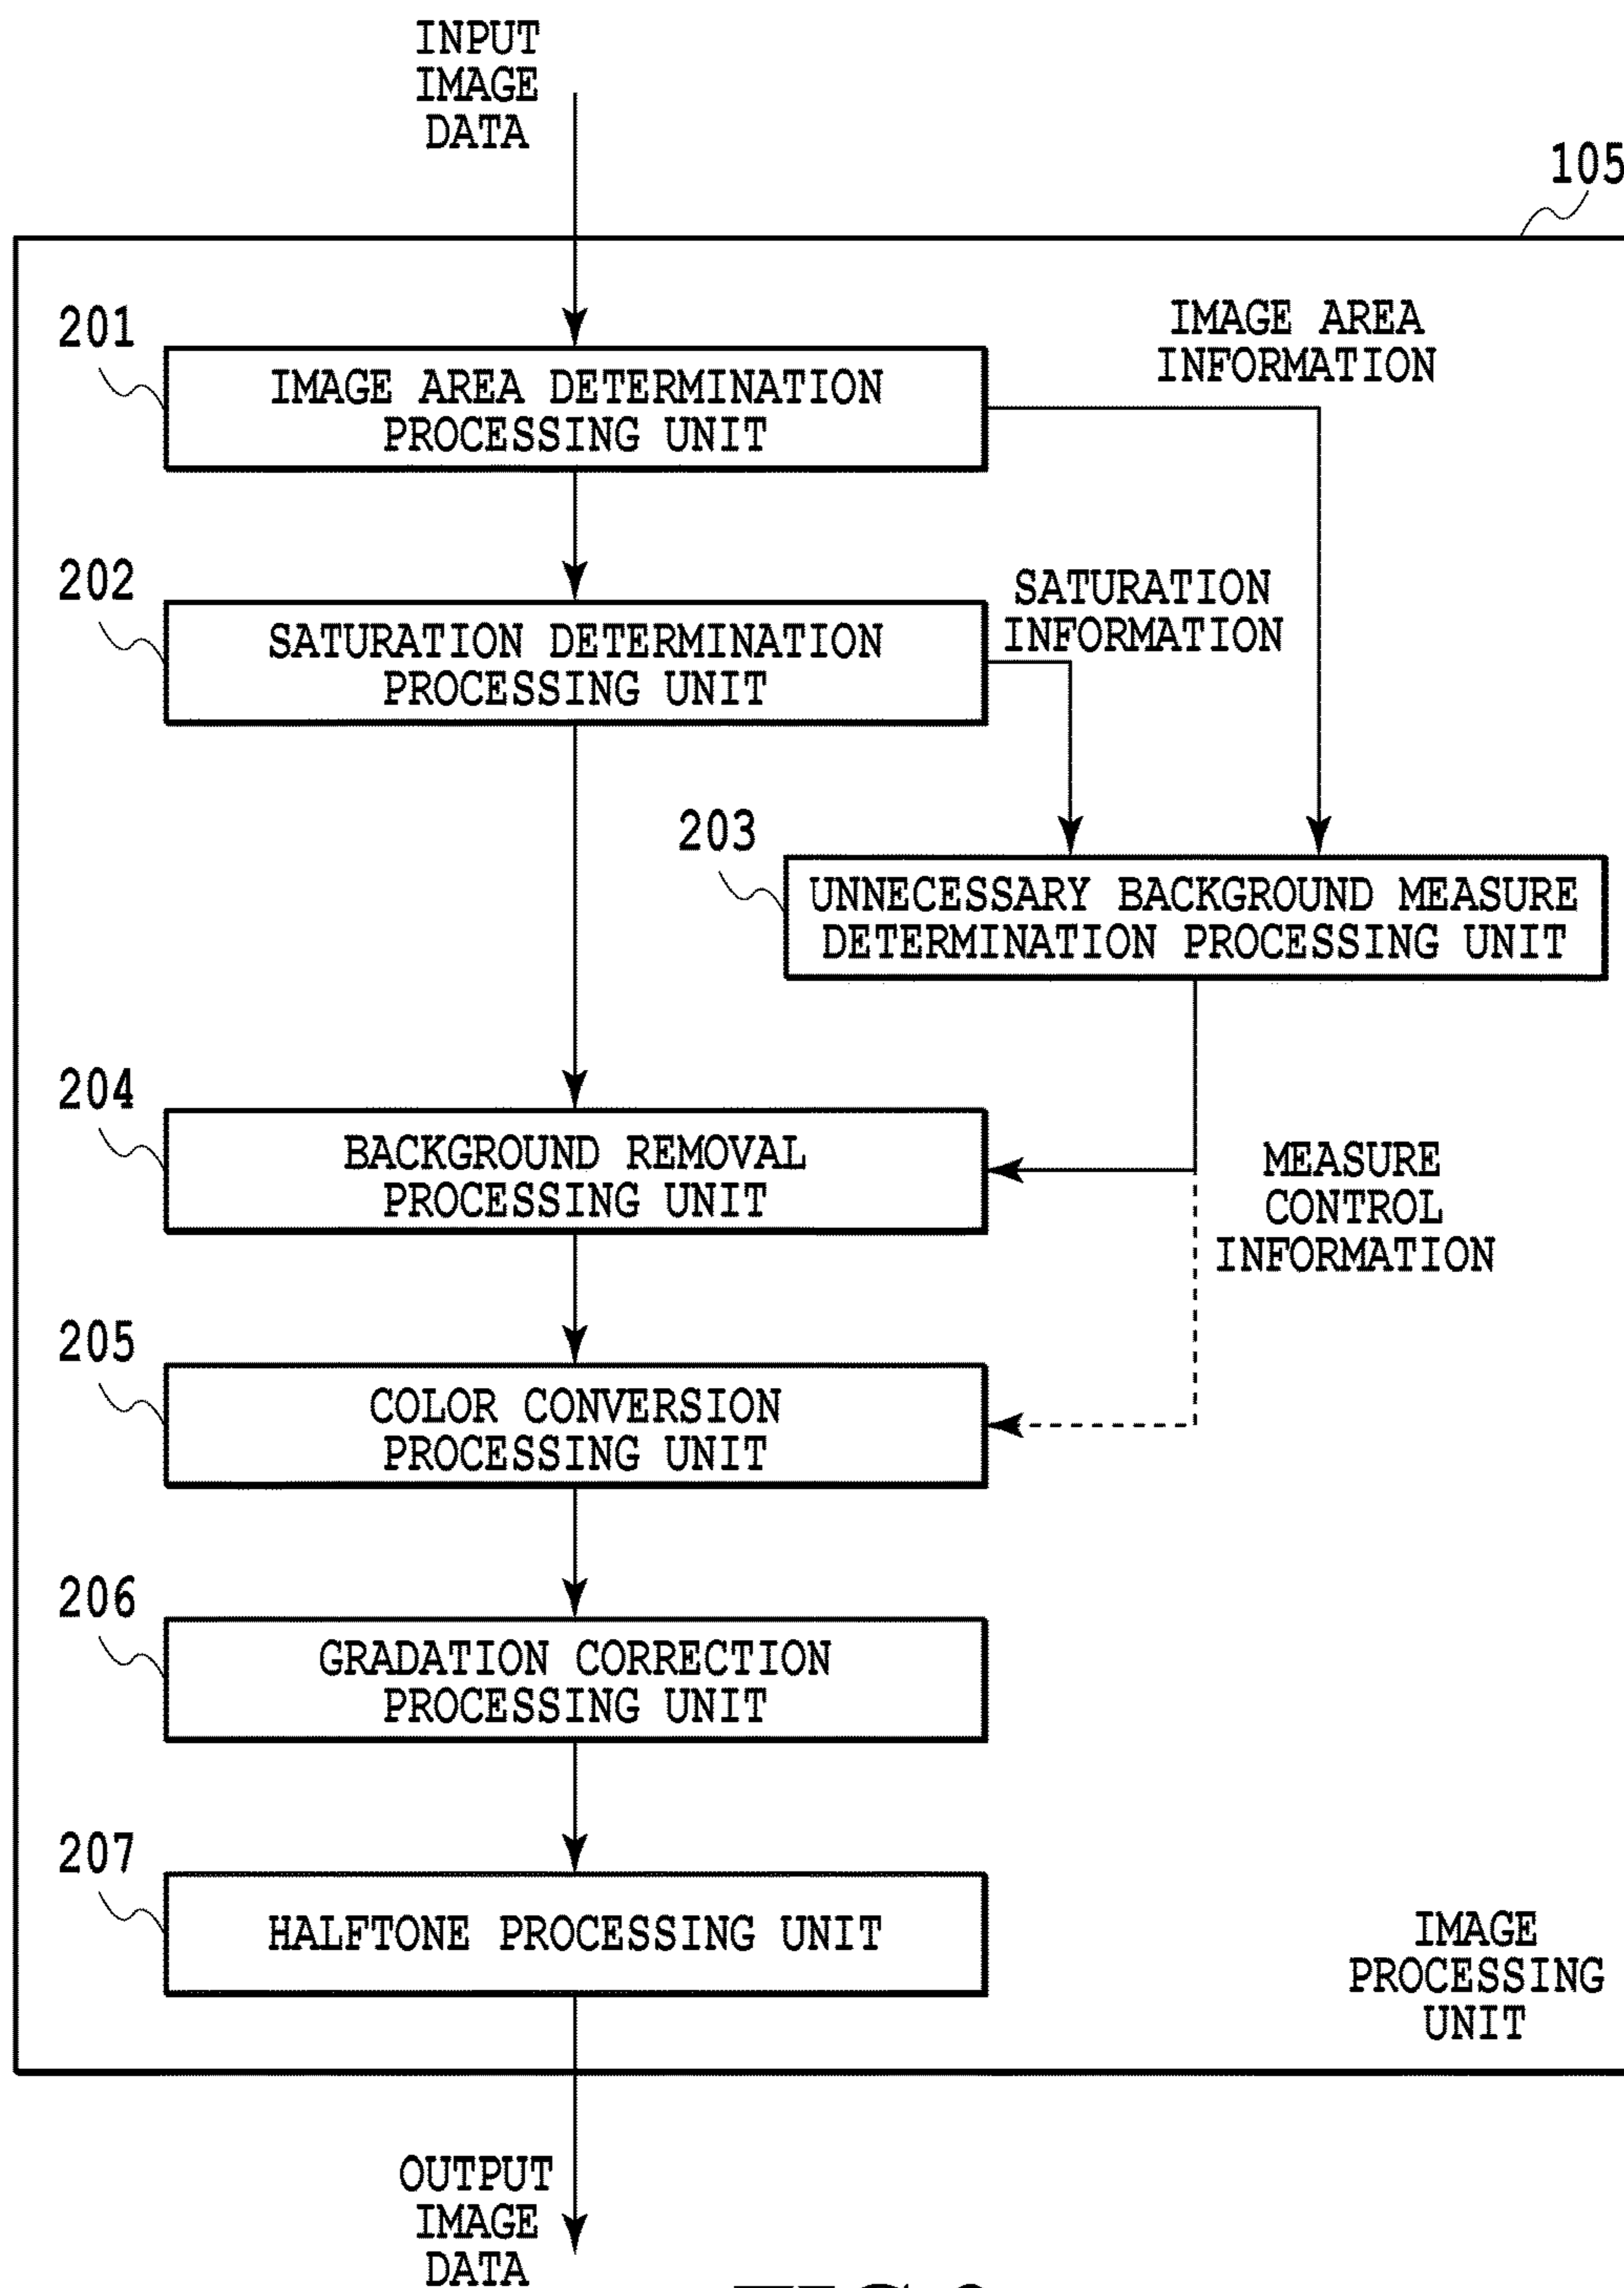 INPUT
IMAGE
DATA
105
201
IMAGE AREA DETERMINATION
PROCESSING UNIT
IMAGE AREA
INFORMATION
202
SATURATION DETERMINATION
PROCESSING UNIT
SATURATION
INFORMATION
203
UNNECESSARY BACKGROUND MEASURE
DETERMINATION PROCESSING UNIT
204
BACKGROUND REMOVAL
PROCESSING UNIT
MEASURE
CONTROL
INFORMATION
205
COLOR CONVERSION
PROCESSING UNIT
206
GRADATION CORRECTION
PROCESSING UNIT
207
HALFTONE PROCESSING UNIT
IMAGE
PROCESSING
UNIT
OUTPUT
IMAGE
DATA